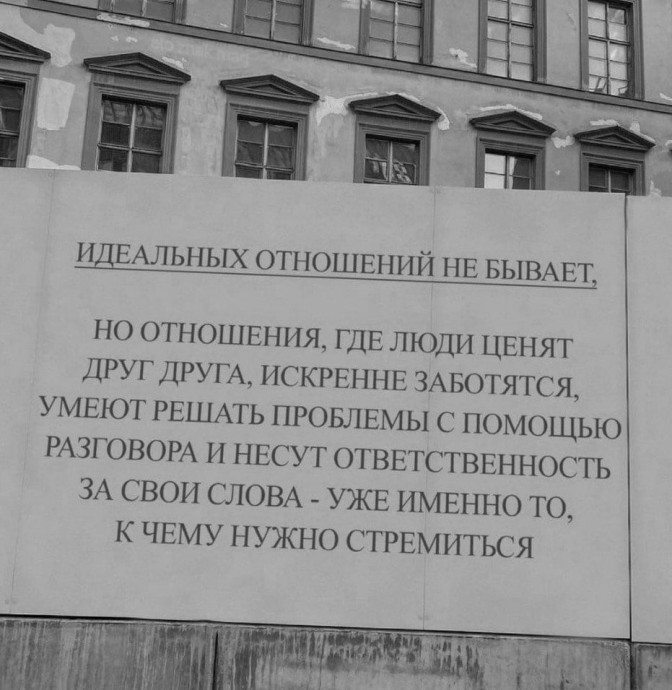 ИДЕАЛЬНЫХ ОТНОШЕНИЙ НЕ БЫВАЕТ,
НО ОТНОШЕНИЯ, ГДЕ ЛЮДИ ЦЕНЯТ
ДРУГ ДРУГА, ИСКРЕННЕ ЗАБОТЯТСЯ,
УМЕЮТ РЕШАТЬ ПРОБЛЕМЫ С ПОМОЩЬЮ
РАЗГОВОРА И НЕСУТ ОТВЕТСТВЕННОСТЬ
ЗА СВОИ СЛОВА - УЖЕ ИМЕННО ТО,
К ЧЕМУ НУЖНО СТРЕМИТЬСЯ